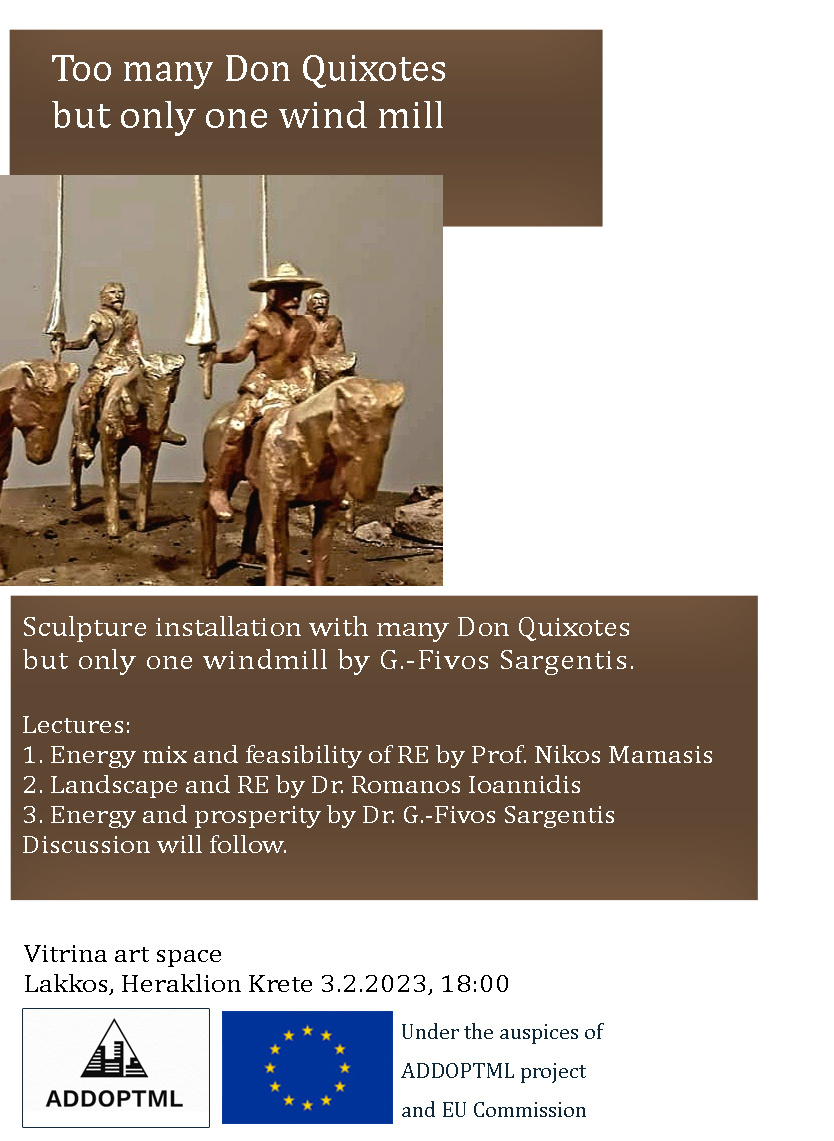 Too many Don Quixotes
but only one wind mill
Sculpture installation with many Don Quixotes
but only one windmill by G.-Fivos Sargentis.
Lectures:
1. Energy mix and feasibility of RE by Prof. Nikos Mamasis
2. Landscape and RE by Dr. Romanos Ioannidis
3. Energy and prosperity by Dr. G.-Fivos Sargentis
Discussion will follow.
Vitrina art space
Lakkos, Heraklion Krete 3.2.2023, 18:00
ADDOPTML
Under the auspices of
ADDOPTML project
and EU Commission